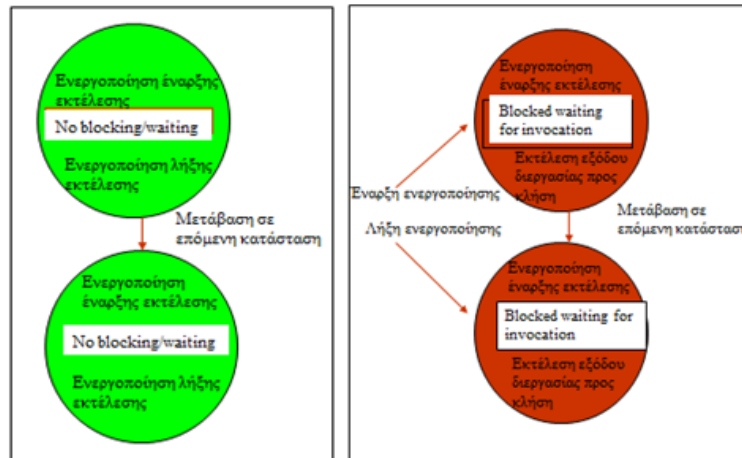 Ενεργοποίηση έναρξης
εκτέλεσης
No blocking/waiting
Ενεργοποίηση λήξης
εκτέλεσης
Μετάβαση σε
επόμενη κατάσταση
Ενεργοποίηση
έναρξης εκτέλεσης
No blocking/waiting
Ενεργοποίηση λήξης
εκτέλεσης
Ενεργοποίηση
έναρξης εκτέλεσης
Blocked waiting
for invocation
Εκτέλεση εξόδου
διεργασίας προς
κλήση
Έναρξη ενεργοποίησης
Λήξη ενεργοποίησης
Μετάβαση σε
επόμενη κατάσταση
Ενεργοποίηση
έναρξης εκτέλεσης
Blocked waiting for
invocation
Εκτέλεση εξόδου
διεργασίας προς
κλήση